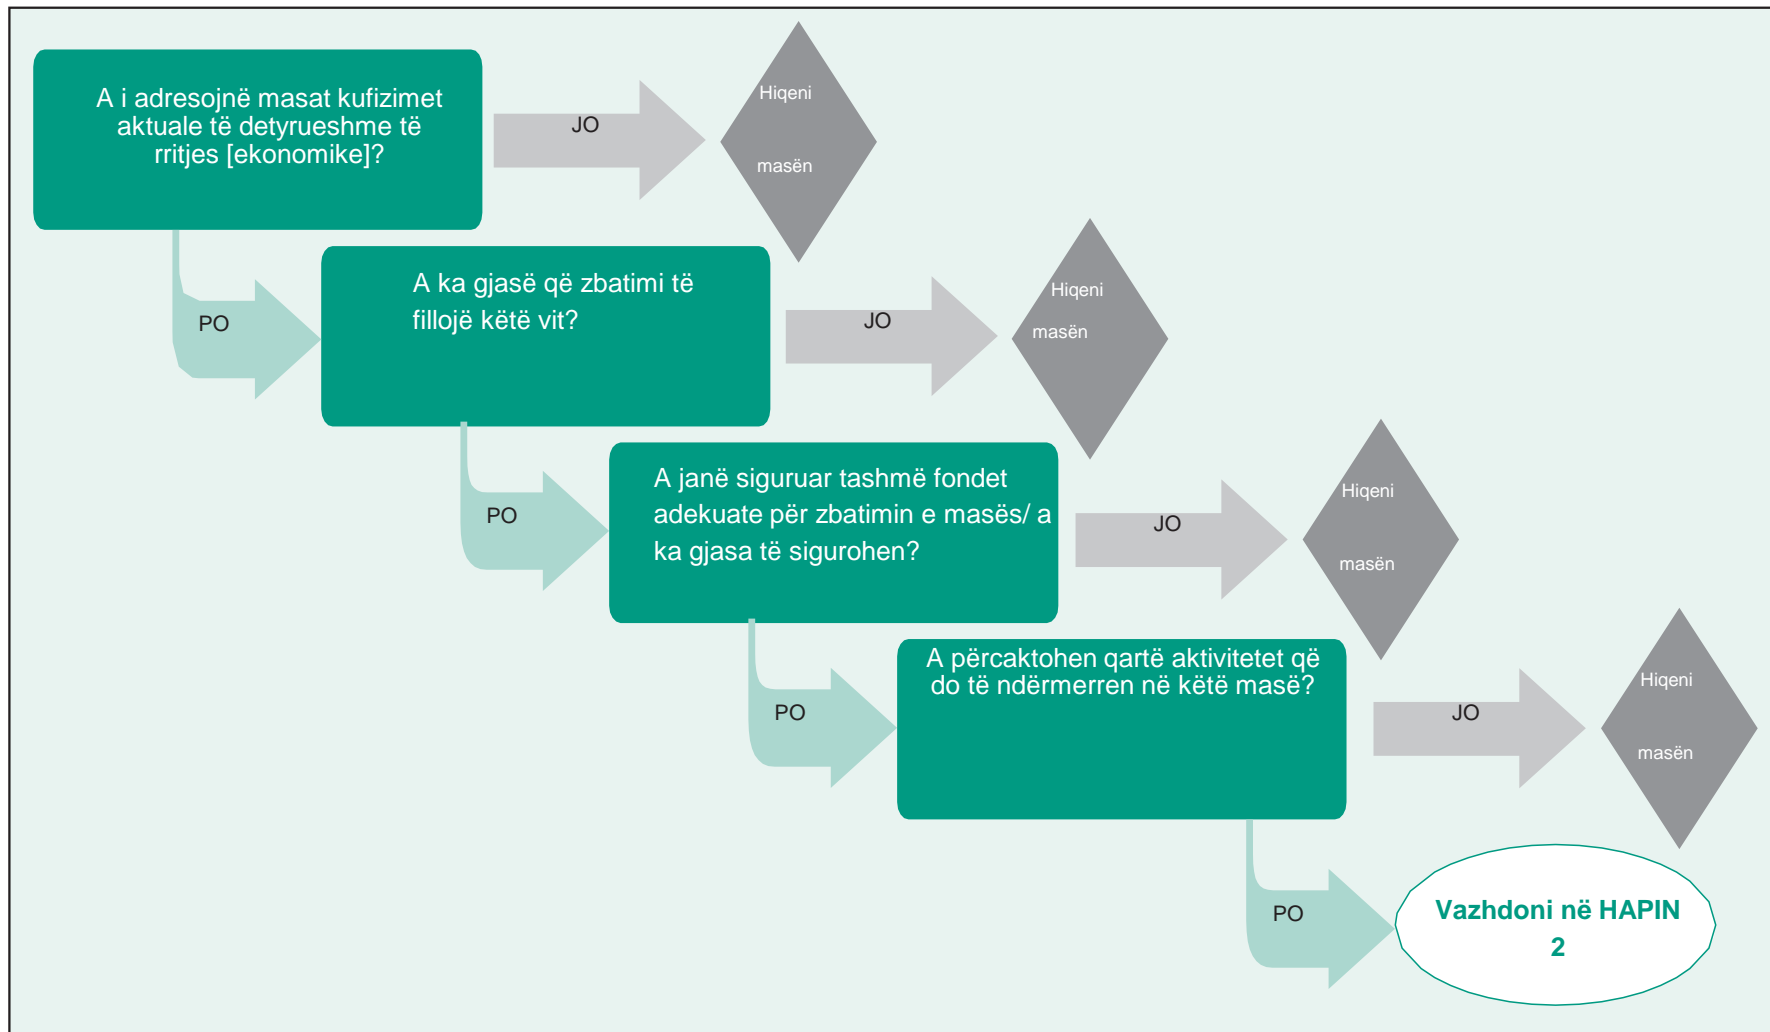 A i adresojnë masat kufizimet
aktuale të detyrueshme të
rritjes [ekonomike]?
JO
Hiqeni
masën
PO
A ka gjasë që zbatimi të
fillojë këtë vit?
JO
Hiqeni
masën
PO
A janë siguruar tashmë fondet
adekuate për zbatimin e masës/ a
ka gjasa të sigurohen?
JO
Hiqeni
masën
PO
A përcaktohen qartë aktivitetet që
do të ndërmerren në këtë masë?
JO
Hiqeni
masën
PO
Vazhdoni në HAPIN
2